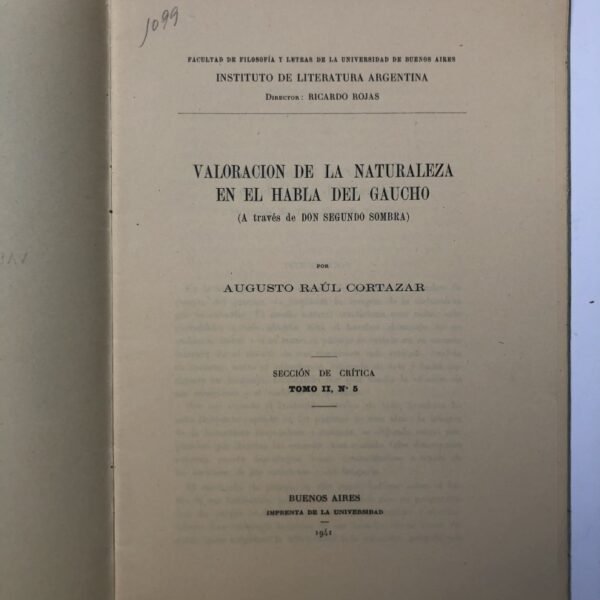 1099
FACULTAD DE FILOSOFÍA Y LETRAS DE LA UNIVERSIDAD DE BUENOS AIRES
INSTITUTO DE LITERATURA ARGENTINA
DIRECTOR: RICARDO ROJAS
VALORACION DE LA NATURALEZA
EN EL HABLA DEL GAUCHO
(A través de DON SEGUNDO SOMBRA)
POR
AUGUSTO RAÚL CORTAZAR
SECCIÓN DE CRÍTICA
TOMO II, Nº 5
BUENOS AIRES
IMPRENTA DE LA UNIVERSIDAD
1941